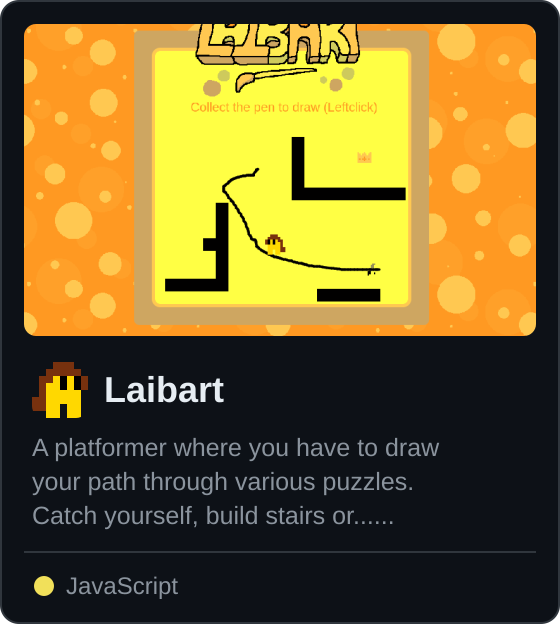 LAIBART
Collect the pen to draw (Leftclick)
Laibart
A platformer where you have to draw
your path through various puzzles.
Catch yourself, build stairs or......
JavaScript